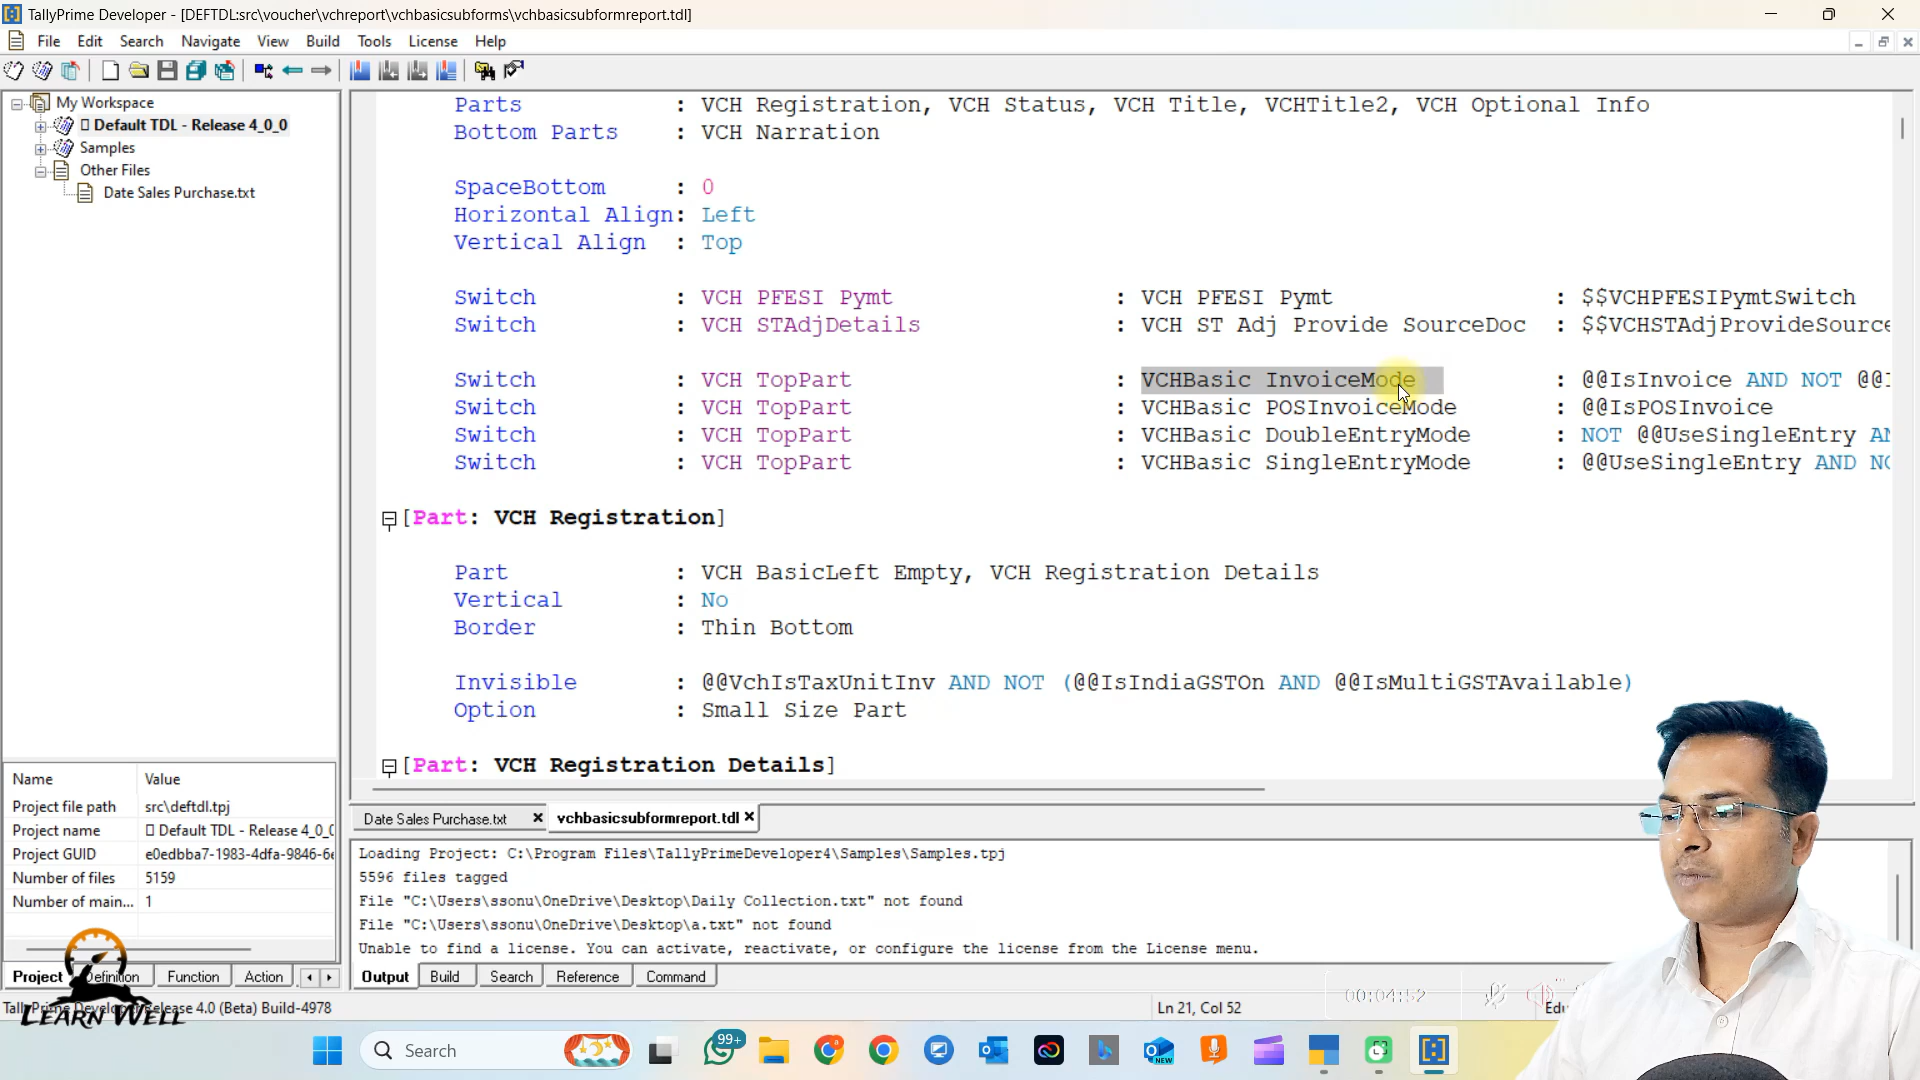 TallyPrime Developer - [DEFTDL:src\voucher\vchreport\vchbasicsubforms\vchbasicsubformreport.tdl]
File Edit Search Navigate View Build Tools License Help
My Workspace
Default TDL - Release 4_0_0
Samples
Other Files
Date Sales Purchase.txt
Parts : VCH Registration, VCH Status, VCH Title, VCHTitle2, VCH Optional Info
Bottom Parts : VCH Narration
SpaceBottom : 0
Horizontal Align: Left
Vertical Align : Top
Switch : VCH PFESI Pymt : VCH PFESI Pymt : $$VCHPFESIPymtSwitch
Switch : VCH STAdjDetails : VCH ST Adj Provide SourceDoc : $$VCHSTAdjProvideSource
Switch : VCH TopPart : VCHBasic InvoiceMode : @@IsInvoice AND NOT @@I
Switch : VCH TopPart : VCHBasic POSInvoiceMode : @@IsPOSInvoice
Switch : VCH TopPart : VCHBasic DoubleEntryMode : NOT @@UseSingleEntry AN
Switch : VCH TopPart : VCHBasic SingleEntryMode : @@UseSingleEntry AND NO
[Part: VCH Registration]
Part : VCH BasicLeft Empty, VCH Registration Details
Vertical : No
Border : Thin Bottom
Invisible : @@VchIsTaxUnitInv AND NOT (@@IsIndiaGSTOn AND @@IsMultiGSTAvailable)
Option : Small Size Part
[Part: VCH Registration Details]
Name Value
Project file path src\deftdl.tpj
Project name Default TDL - Release 4_0_0
Project GUID e0edbba7-1983-4dfa-9846-6e
Number of files 5159
Number of main... 1
Project Definition Function Action
Date Sales Purchase.txt vchbasicsubformreport.tdl
Loading Project: C:\Program Files\TallyPrimeDeveloper4\Samples\Samples.tpj
5596 files tagged
File "C:\Users\ssonu\OneDrive\Desktop\Daily Collection.txt" not found
File "C:\Users\ssonu\OneDrive\Desktop\a.txt" not found
Unable to find a license. You can activate, reactivate, or configure the license from the License menu.
Output Build Search Reference Command
00:04:52
TallyPrime Developer Release 4.0 (Beta) Build-4978 Ln 21, Col 52 Edu
LEARN WELL
Search
99+